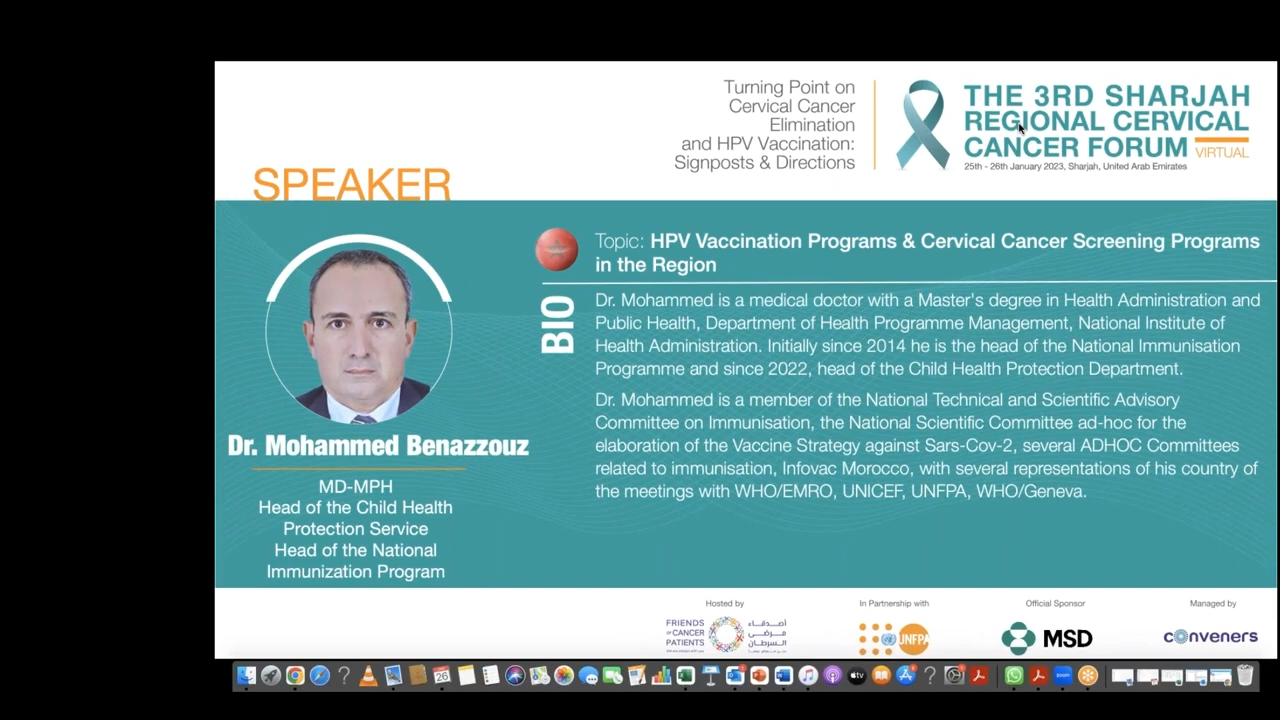 Turning Point on
Cervical Cancer
Elimination
and HPV Vaccination:
Signposts & Directions
THE 3RD SHARJAH
REGIONAL CERVICAL
CANCER FORUM
VIRTUAL
25th - 26th January 2023, Sharjah, United Arab Emirates
SPEAKER
Dr. Mohammed Benazzouz
MD-MPH
Head of the Child Health
Protection Service
Head of the National
Immunization Program
Topic: HPV Vaccination Programs & Cervical Cancer Screening Programs
in the Region
BIO
Dr. Mohammed is a medical doctor with a Master's degree in Health Administration and
Public Health, Department of Health Programme Management, National Institute of
Health Administration. Initially since 2014 he is the head of the National Immunisation
Programme and since 2022, head of the Child Health Protection Department.
Dr. Mohammed is a member of the National Technical and Scientific Advisory
Committee on Immunisation, the National Scientific Committee ad-hoc for the
elaboration of the Vaccine Strategy against Sars-Cov-2, several ADHOC Committees
related to immunisation, Infovac Morocco, with several representations of his country of
the meetings with WHO/EMRO, UNICEF, UNFPA, WHO/Geneva.
Hosted by
FRIENDS
OF CANCER
PATIENTS
أصدقاء
مرضى
السرطان
In Partnership with
UNFPA
Official Sponsor
MSD
Managed by
conveners
26
tv
zoom